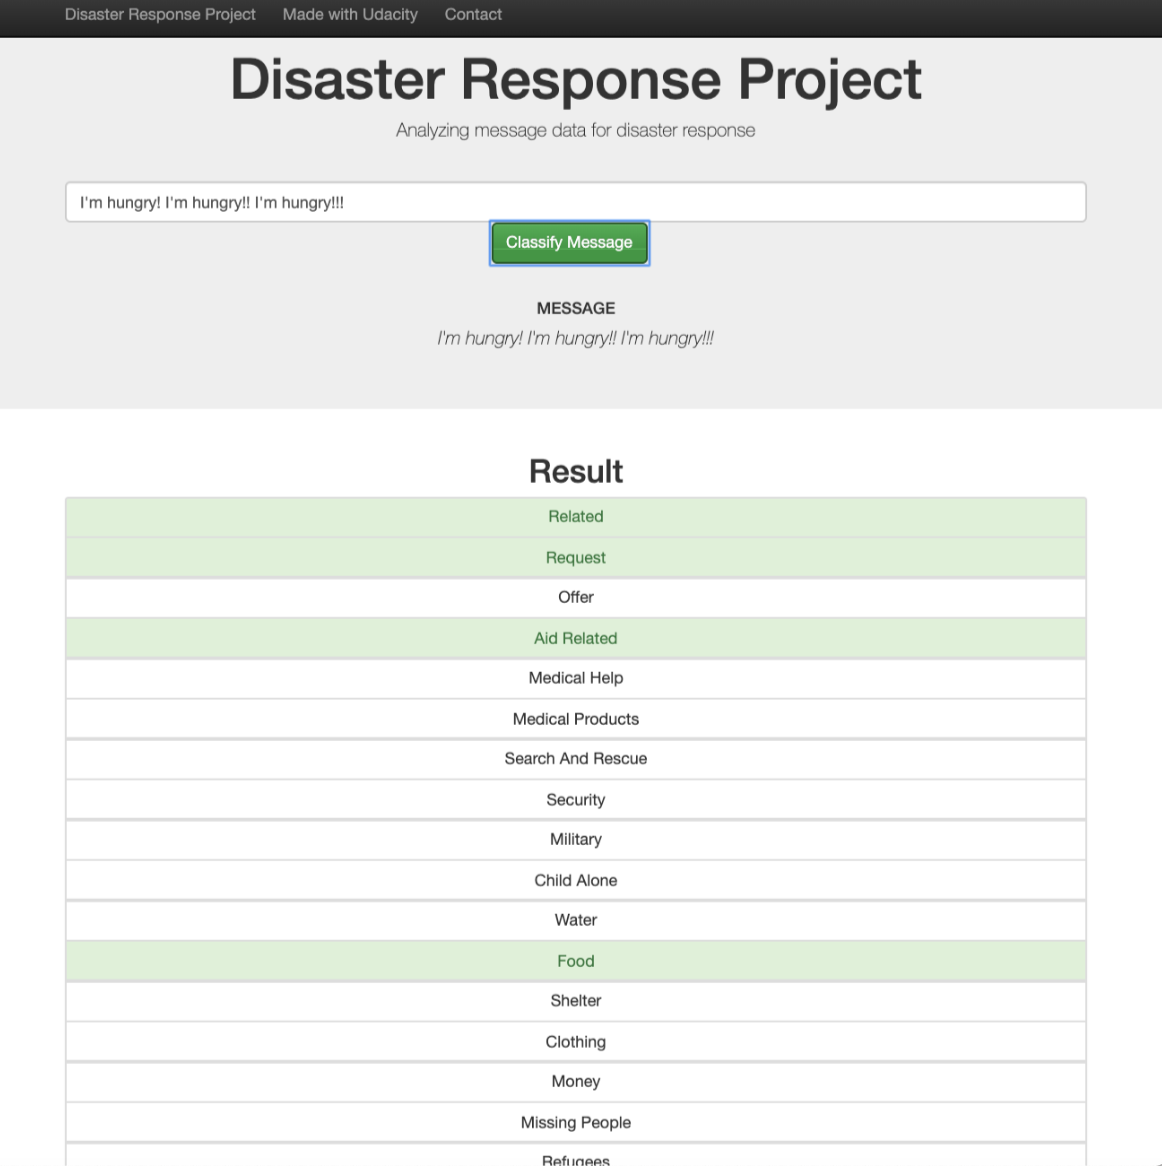 Disaster Response Project Made with Udacity Contact
Disaster Response Project
Analyzing message data for disaster response
I'm hungry! I'm hungry!! I'm hungry!!!
Classify Message
MESSAGE
I'm hungry! I'm hungry!! I'm hungry!!!
Result
Related
Request
Offer
Aid Related
Medical Help
Medical Products
Search And Rescue
Security
Military
Child Alone
Water
Food
Shelter
Clothing
Money
Missing People
Refugees